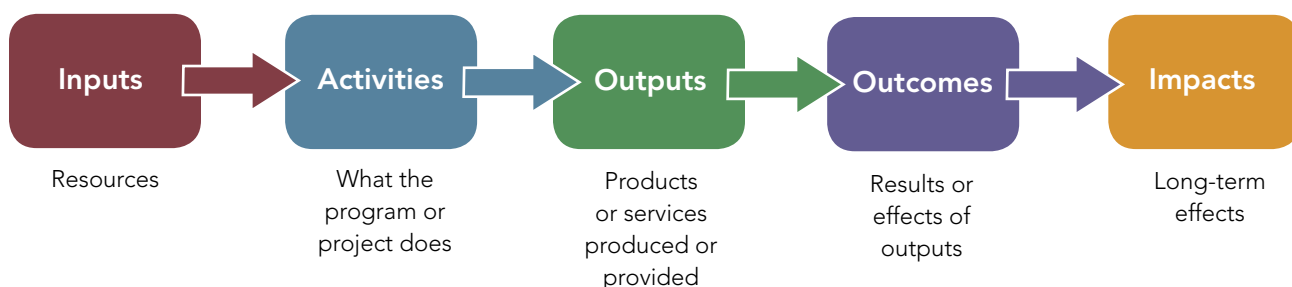 Inputs
Activities
Outputs
Outcomes
Impacts
Resources
What the
program or
project does
Products
or services
produced or
provided
Results or
effects of
outputs
Long-term
effects